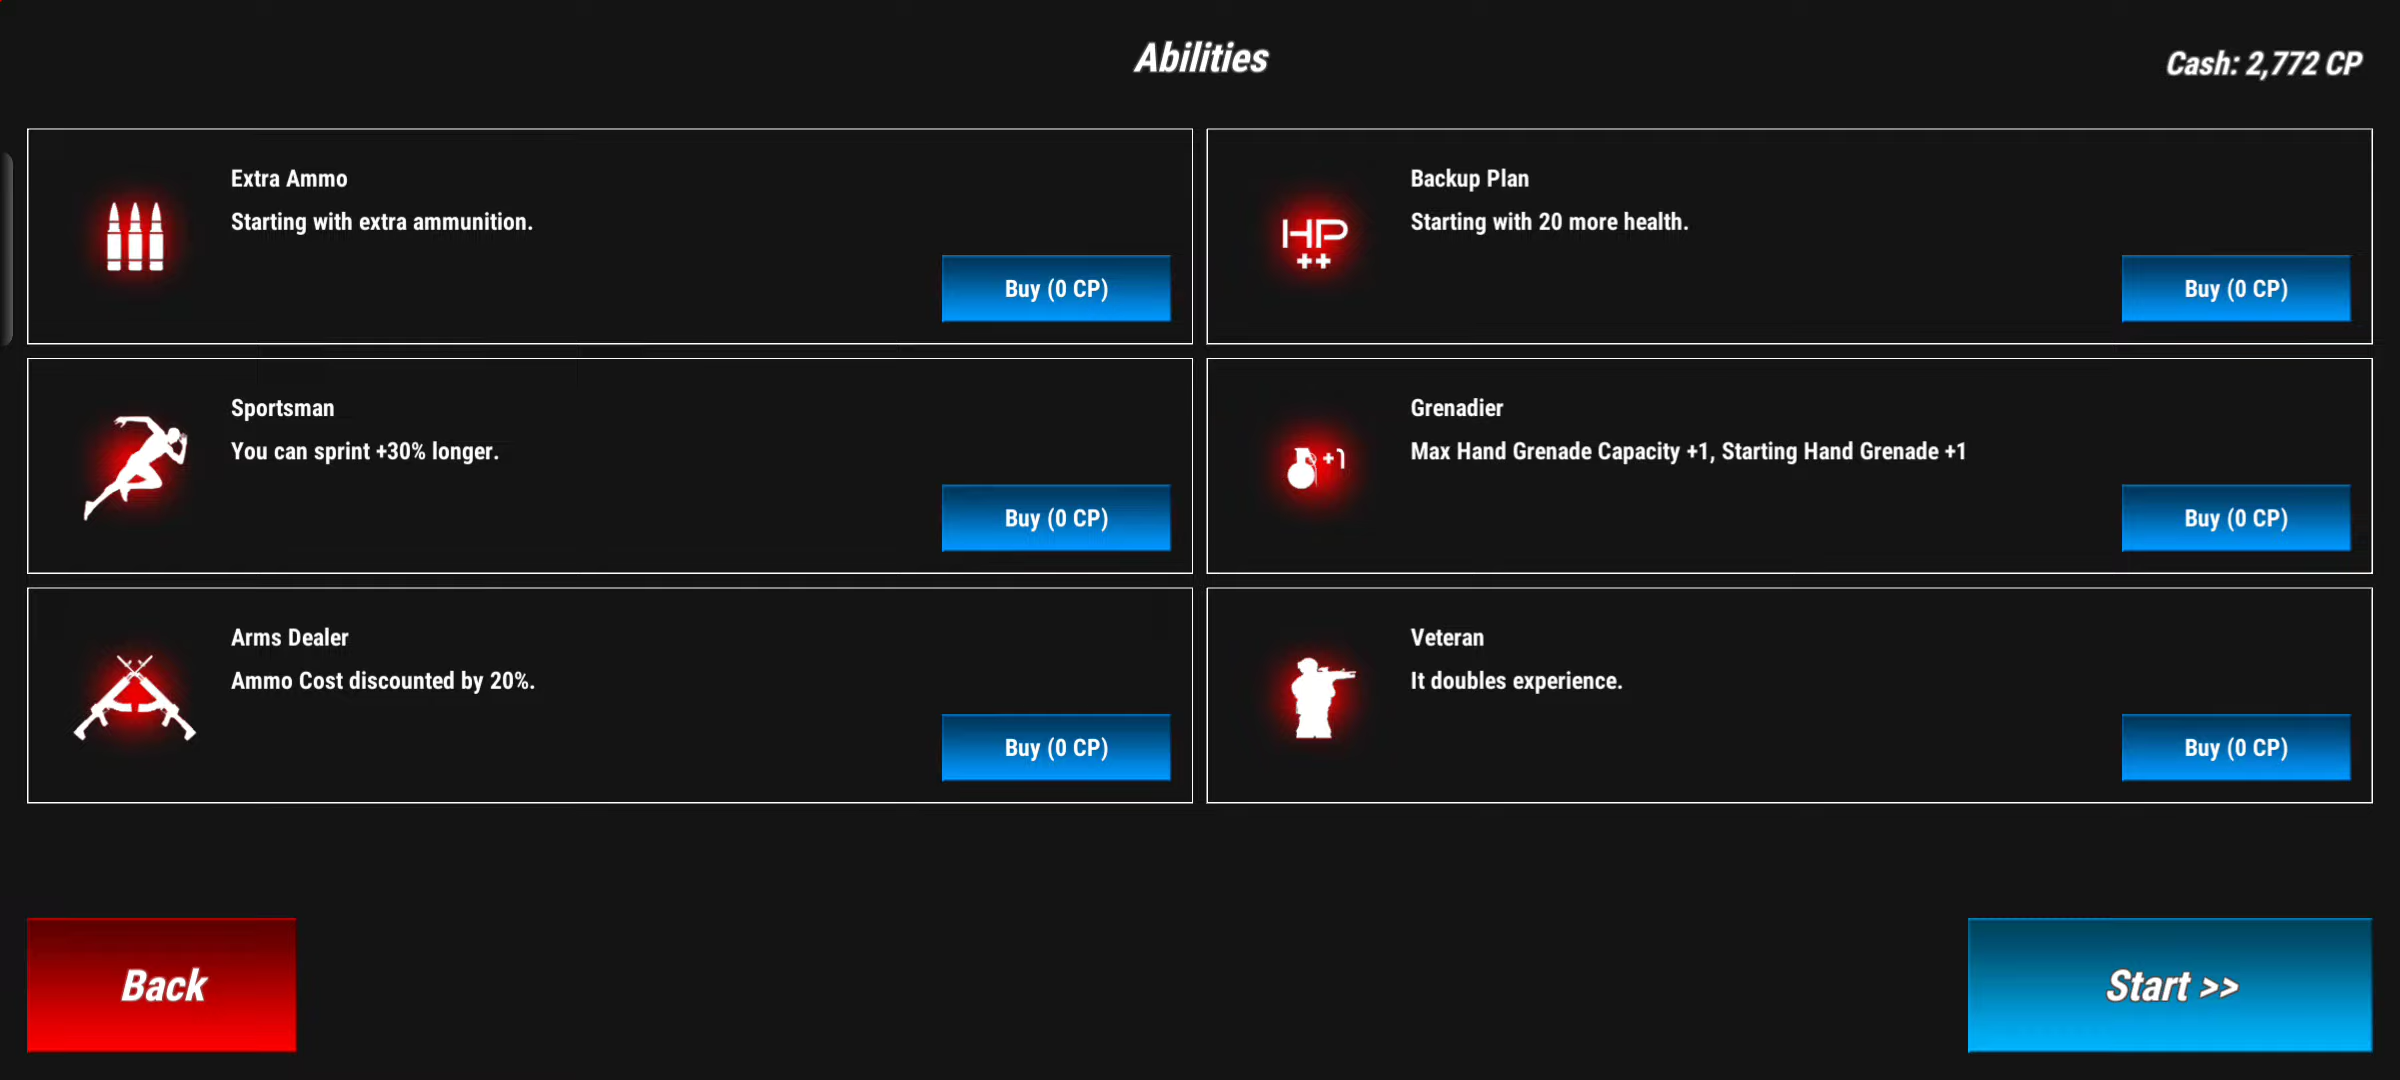 Abilities
Cash: 2,772 CP
Extra Ammo
Starting with extra ammunition.
Buy (0 CP)
HP
++
Backup Plan
Starting with 20 more health.
Buy (0 CP)
Sportsman
You can sprint +30% longer.
Buy (0 CP)
+1
Grenadier
Max Hand Grenade Capacity +1, Starting Hand Grenade +1
Buy (0 CP)
Arms Dealer
Ammo Cost discounted by 20%.
Buy (0 CP)
Veteran
It doubles experience.
Buy (0 CP)
Back
Start >>